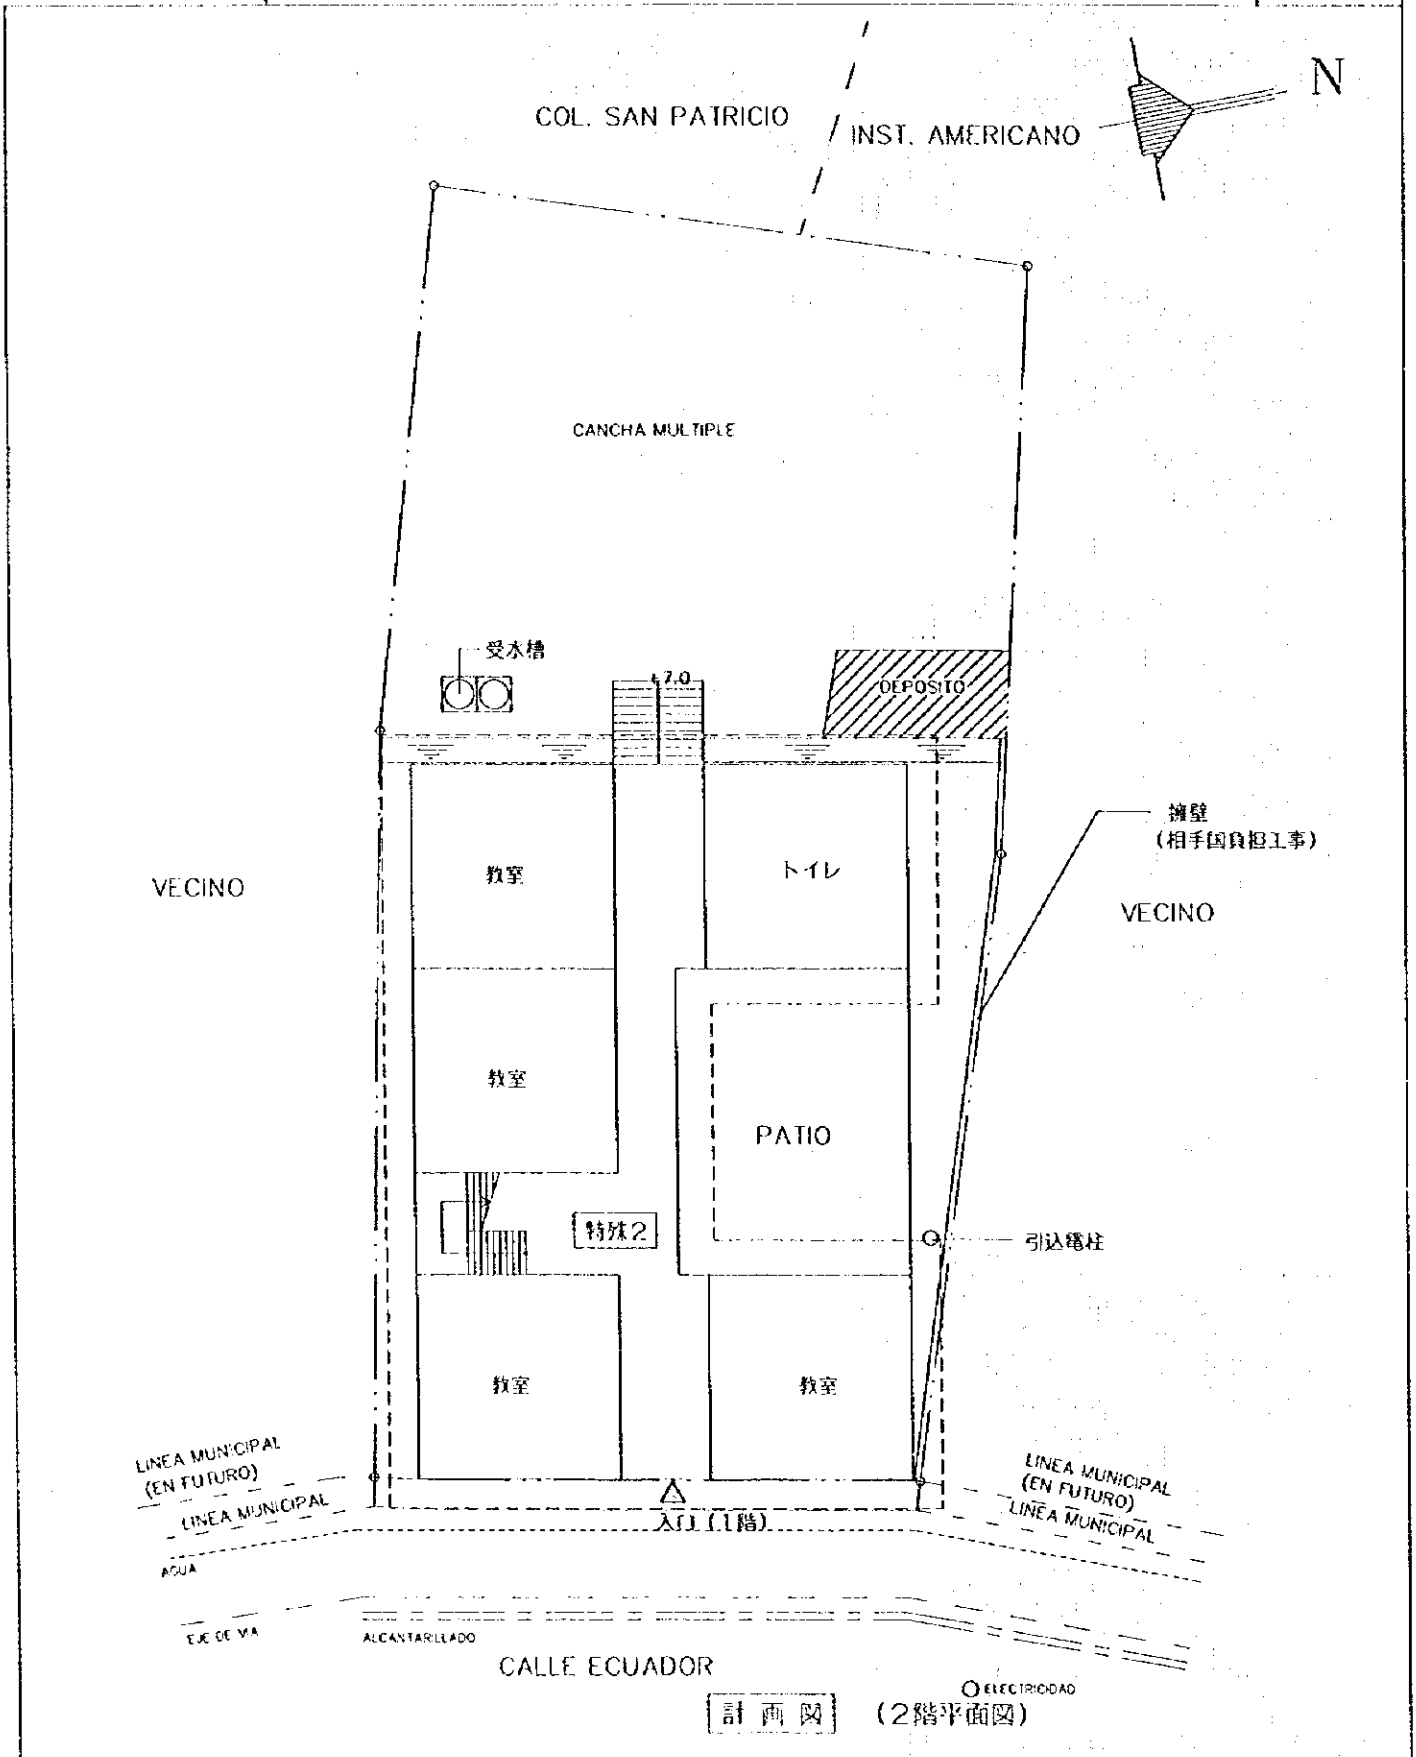 N
COL. SAN PATRICIO
INST. AMERICANO
CANCHA MULTIPLE
受水槽
+7.0
DEPOSITO
擁壁
(相手国負担工事)
教室
トイレ
VECINO
VECINO
教室
PATIO
特殊2
引込電柱
教室
教室
LINEA MUNICIPAL
(EN FUTURO)
LINEA MUNICIPAL
LINEA MUNICIPAL
(EN FUTURO)
LINEA MUNICIPAL
入口(1階)
AGUA
EJE DE VIA
ALCANTARILLADO
CALLE ECUADOR
ELECTRICIDAD
計画図 (2階平面図)